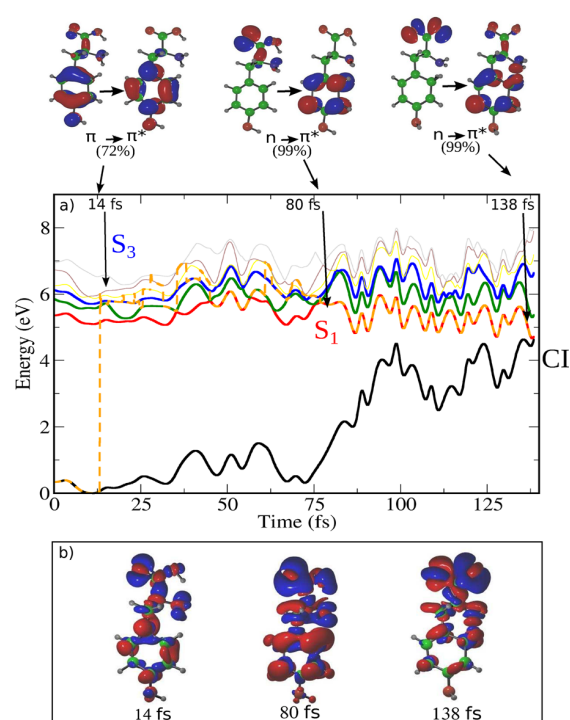 π → π*
(72%)
n → π*
(99%)
n → π*
(99%)
a)
14 fs
80 fs
138 fs
S3
S1
CI
Energy (eV)
8
6
4
2
0
0 25 50 75 100 125
Time (fs)
b)
14 fs
80 fs
138 fs